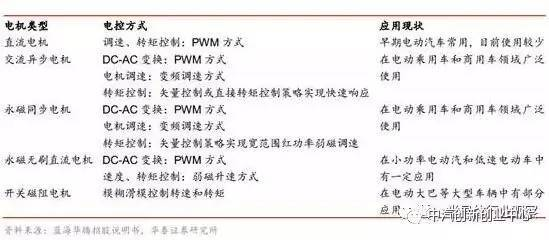 电机类型 电控方式 应用现状
直流电机 调速、转矩控制：PWM 方式 早期电动汽车常用，目前使用较少
交流异步电机 DC-AC 变换：PWM 方式 在电动乘用车和商用车领域广泛
电机调速：变频调速方式 使用
转矩控制：矢量控制或直接转矩控制策略实现快速响应
永磁同步电机 DC-AC 变换：PWM 方式 在电动乘用车和商用车领域广泛
电机调速：变频调速方式 使用
转矩控制：矢量控制策略实现宽范围红功率弱磁调速
永磁无刷直流电机 DC-AC 变换：PWM 方式 在小功率电动汽和低速电动车中
速度、转矩控制：弱磁升速方式 有一定应用
开关磁阻电机 模糊滑模控制转速和转矩 在电动大巴等大型车辆中有部分
应用
资料来源：蓝海华腾招股说明书，华泰证券研究所
中汽创新创业中心